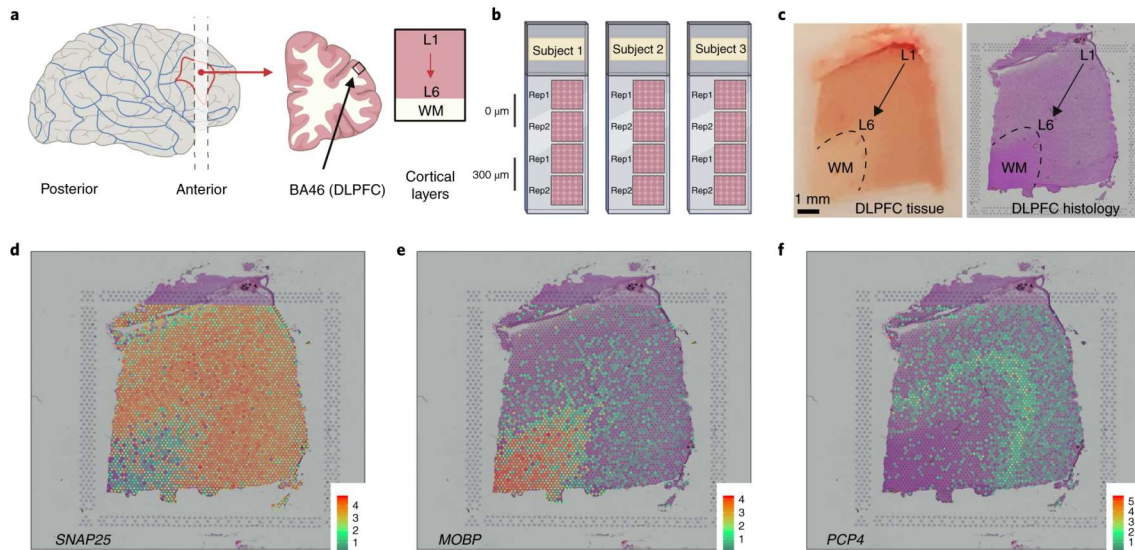 a
L1
L6
WM
Posterior
Anterior
BA46 (DLPFC)
Cortical
layers
b
Subject 1
Subject 2
Subject 3
0 µm
300 µm
Rep1
Rep2
Rep1
Rep2
Rep1
Rep2
Rep1
Rep2
Rep1
Rep2
Rep1
Rep2
c
L1
L6
WM
1 mm
DLPFC tissue
L1
L6
WM
DLPFC histology
d
SNAP25
4
3
2
1
e
MOBP
4
3
2
1
f
PCP4
5
4
3
2
1